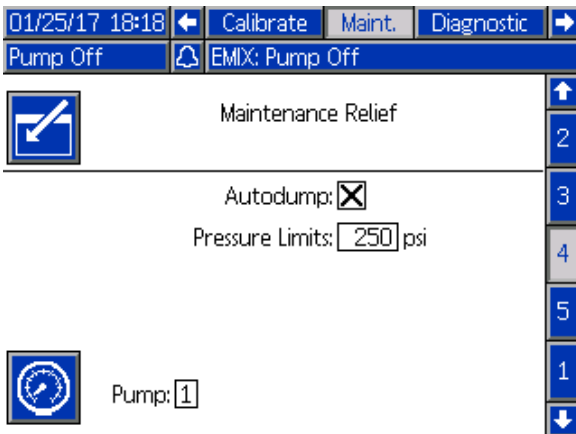 01/25/17 18:18 Calibrate Maint. Diagnostic
Pump Off EMIX: Pump Off
Maintenance Relief
2
Autodump:
3
Pressure Limits: 250 psi
4
5
Pump: 1
1